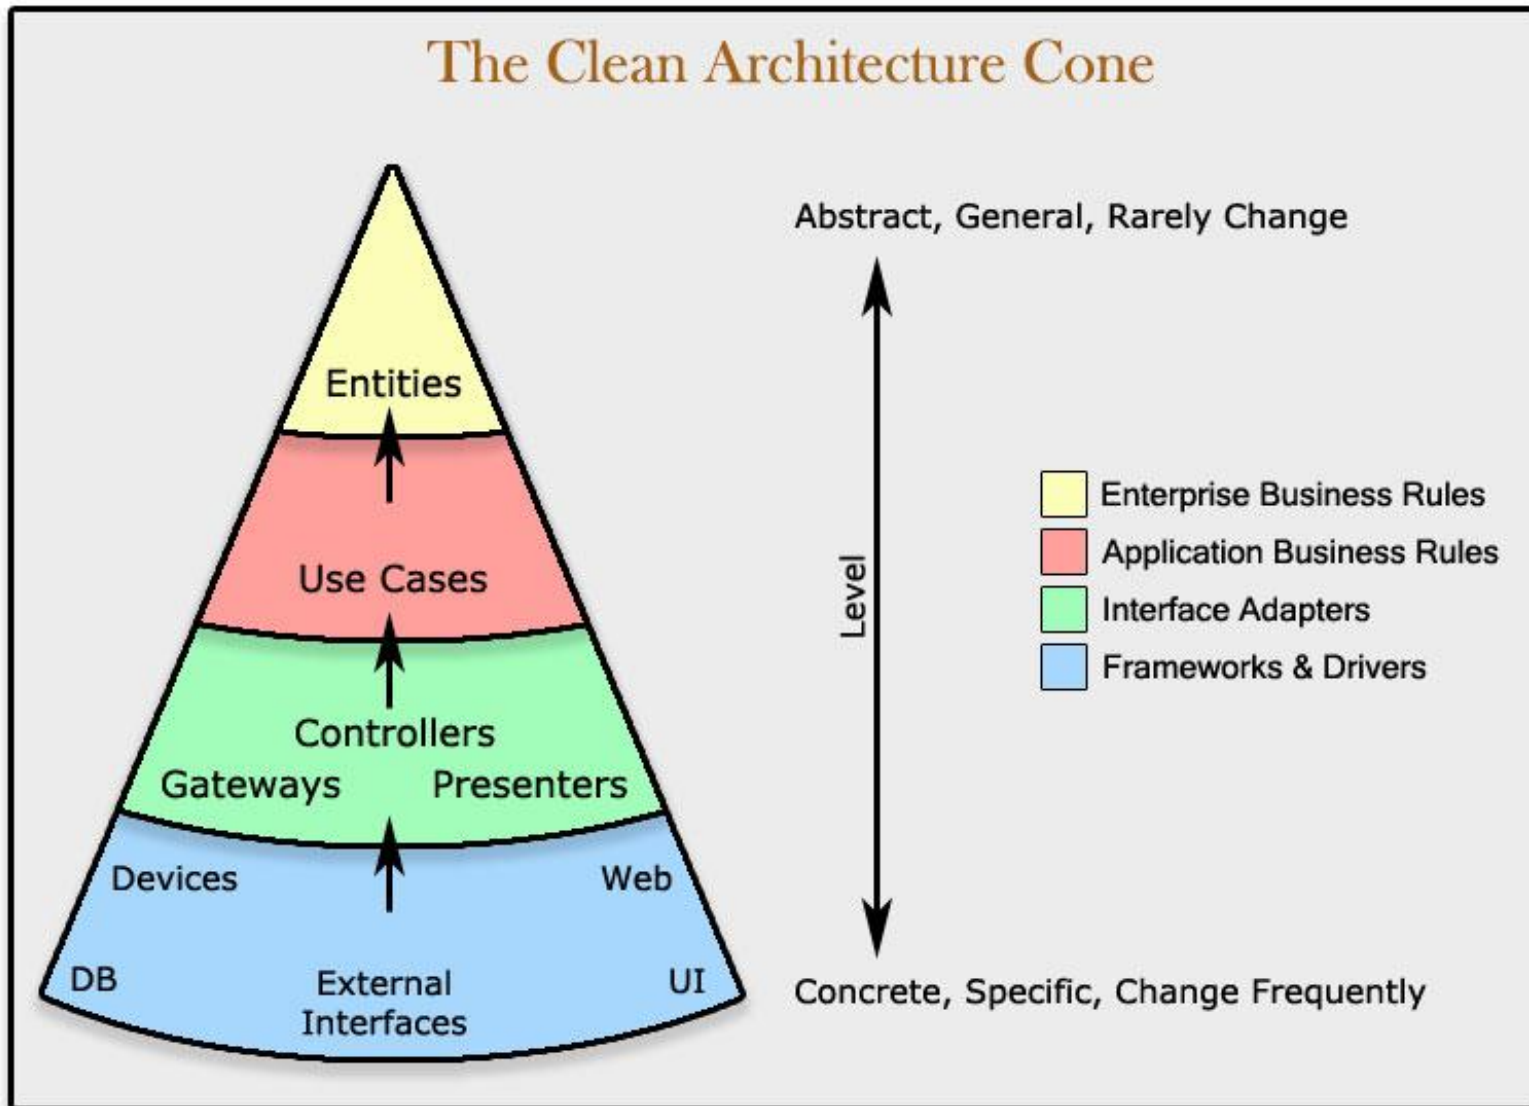 The Clean Architecture Cone
Abstract, General, Rarely Change
Entities
Enterprise Business Rules
Application Business Rules
Interface Adapters
Frameworks & Drivers
Level
Use Cases
Controllers
Gateways Presenters
Devices Web
DB External UI
Interfaces
Concrete, Specific, Change Frequently